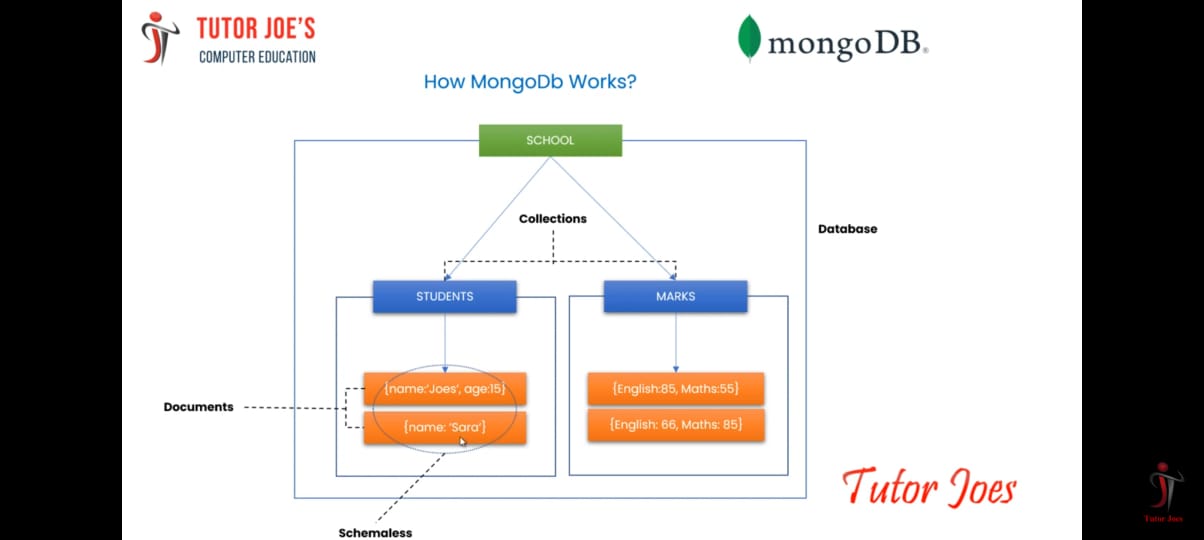 TUTOR JOE'S
COMPUTER EDUCATION
mongoDB®
How MongoDb Works?
SCHOOL
Collections
Database
STUDENTS
MARKS
{name:'Joes', age:15}
{English:85, Maths:55}
Documents
{name: 'Sara'}
{English: 66, Maths: 85}
Tutor Joes
Tutor Joes
Schemaless